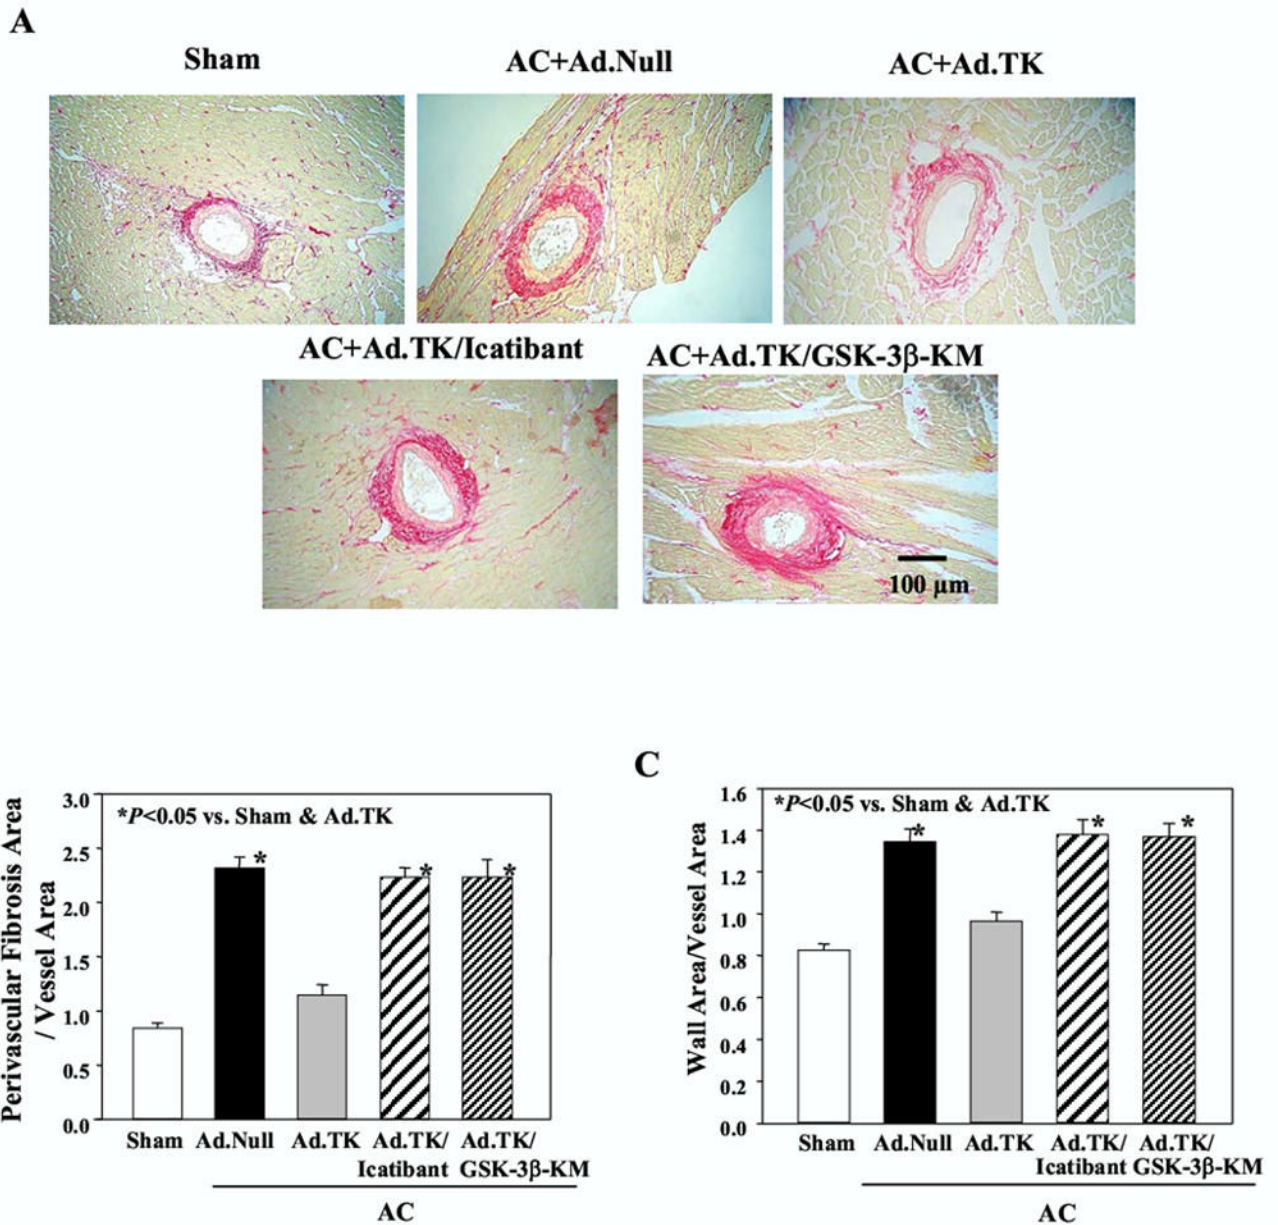 A
Sham
AC+Ad.Null
AC+Ad.TK
AC+Ad.TK/Icatibant
AC+Ad.TK/GSK-3β-KM
100 μm
Perivascular Fibrosis Area
/ Vessel Area
3.0
2.5
2.0
1.5
1.0
0.5
0.0
*P<0.05 vs. Sham & Ad.TK
*
*
*
Sham
Ad.Null
Ad.TK
Ad.TK/
Icatibant
Ad.TK/
GSK-3β-KM
AC
C
Wall Area/Vessel Area
1.6
1.4
1.2
1.0
0.8
0.6
0.4
0.2
0.0
*P<0.05 vs. Sham & Ad.TK
*
*
*
Sham
Ad.Null
Ad.TK
Ad.TK/
Icatibant
Ad.TK/
GSK-3β-KM
AC